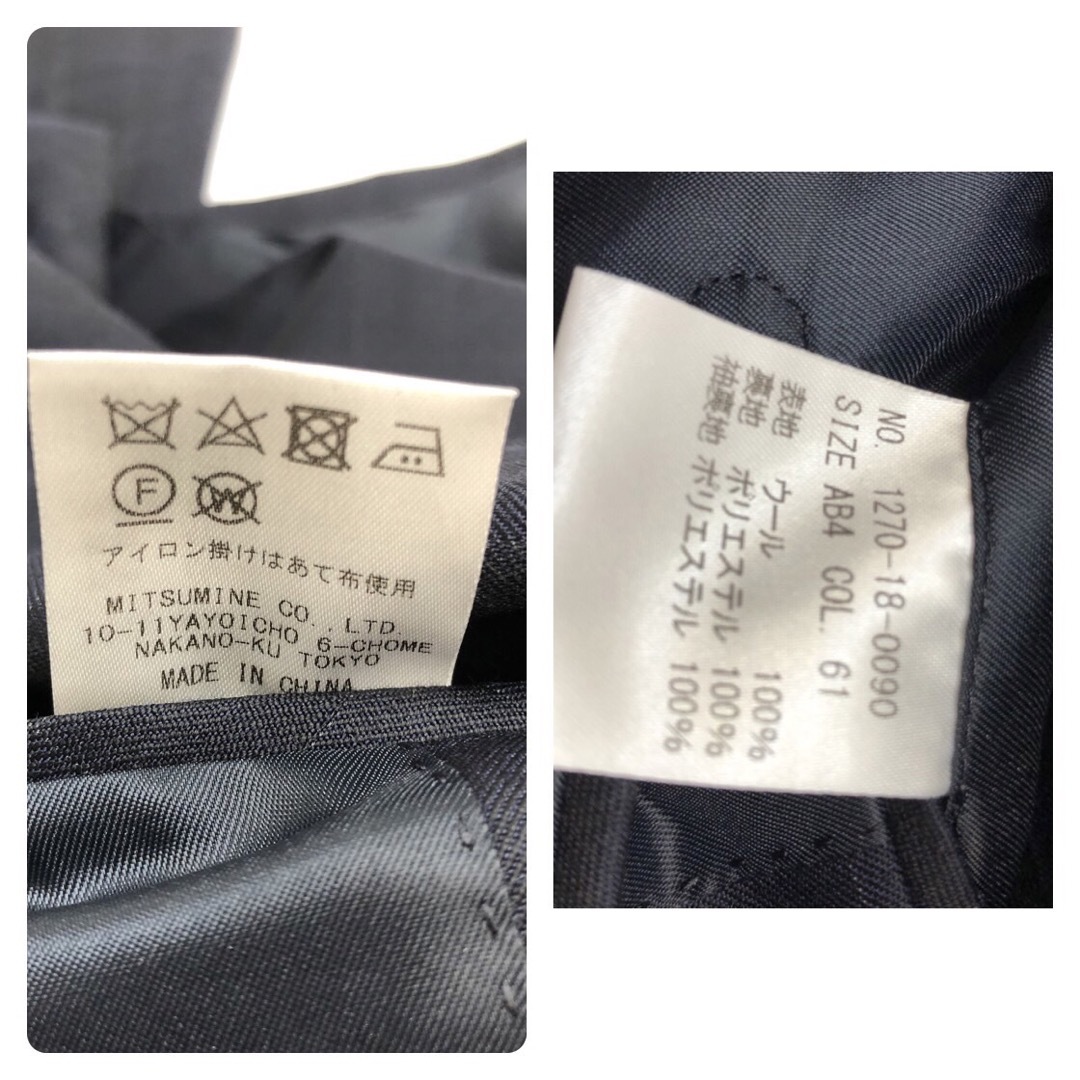 F
W
アイロン掛けはあて布使用
MITSUMINE CO.,LTD
10-11YAYOICHO 6-CHOME
NAKANO-KU TOKYO
MADE IN CHINA
NO. 1270-18-0090
SIZE AB4 COL. 61
表地 ウール 100%
裏地 ポリエステル 100%
袖裏地 ポリエステル 100%